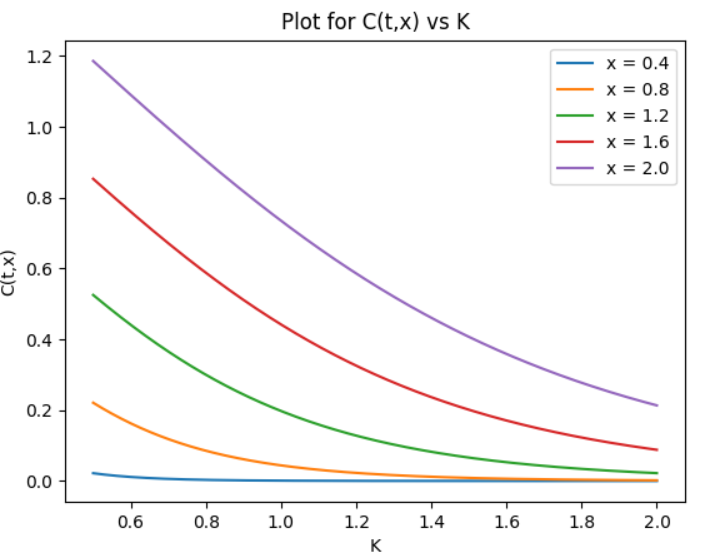 Plot for C(t,x) vs K
x = 0.4
x = 0.8
x = 1.2
x = 1.6
x = 2.0
1.2
1.0
0.8
0.6
0.4
0.2
0.0
C(t,x)
0.6 0.8 1.0 1.2 1.4 1.6 1.8 2.0
K